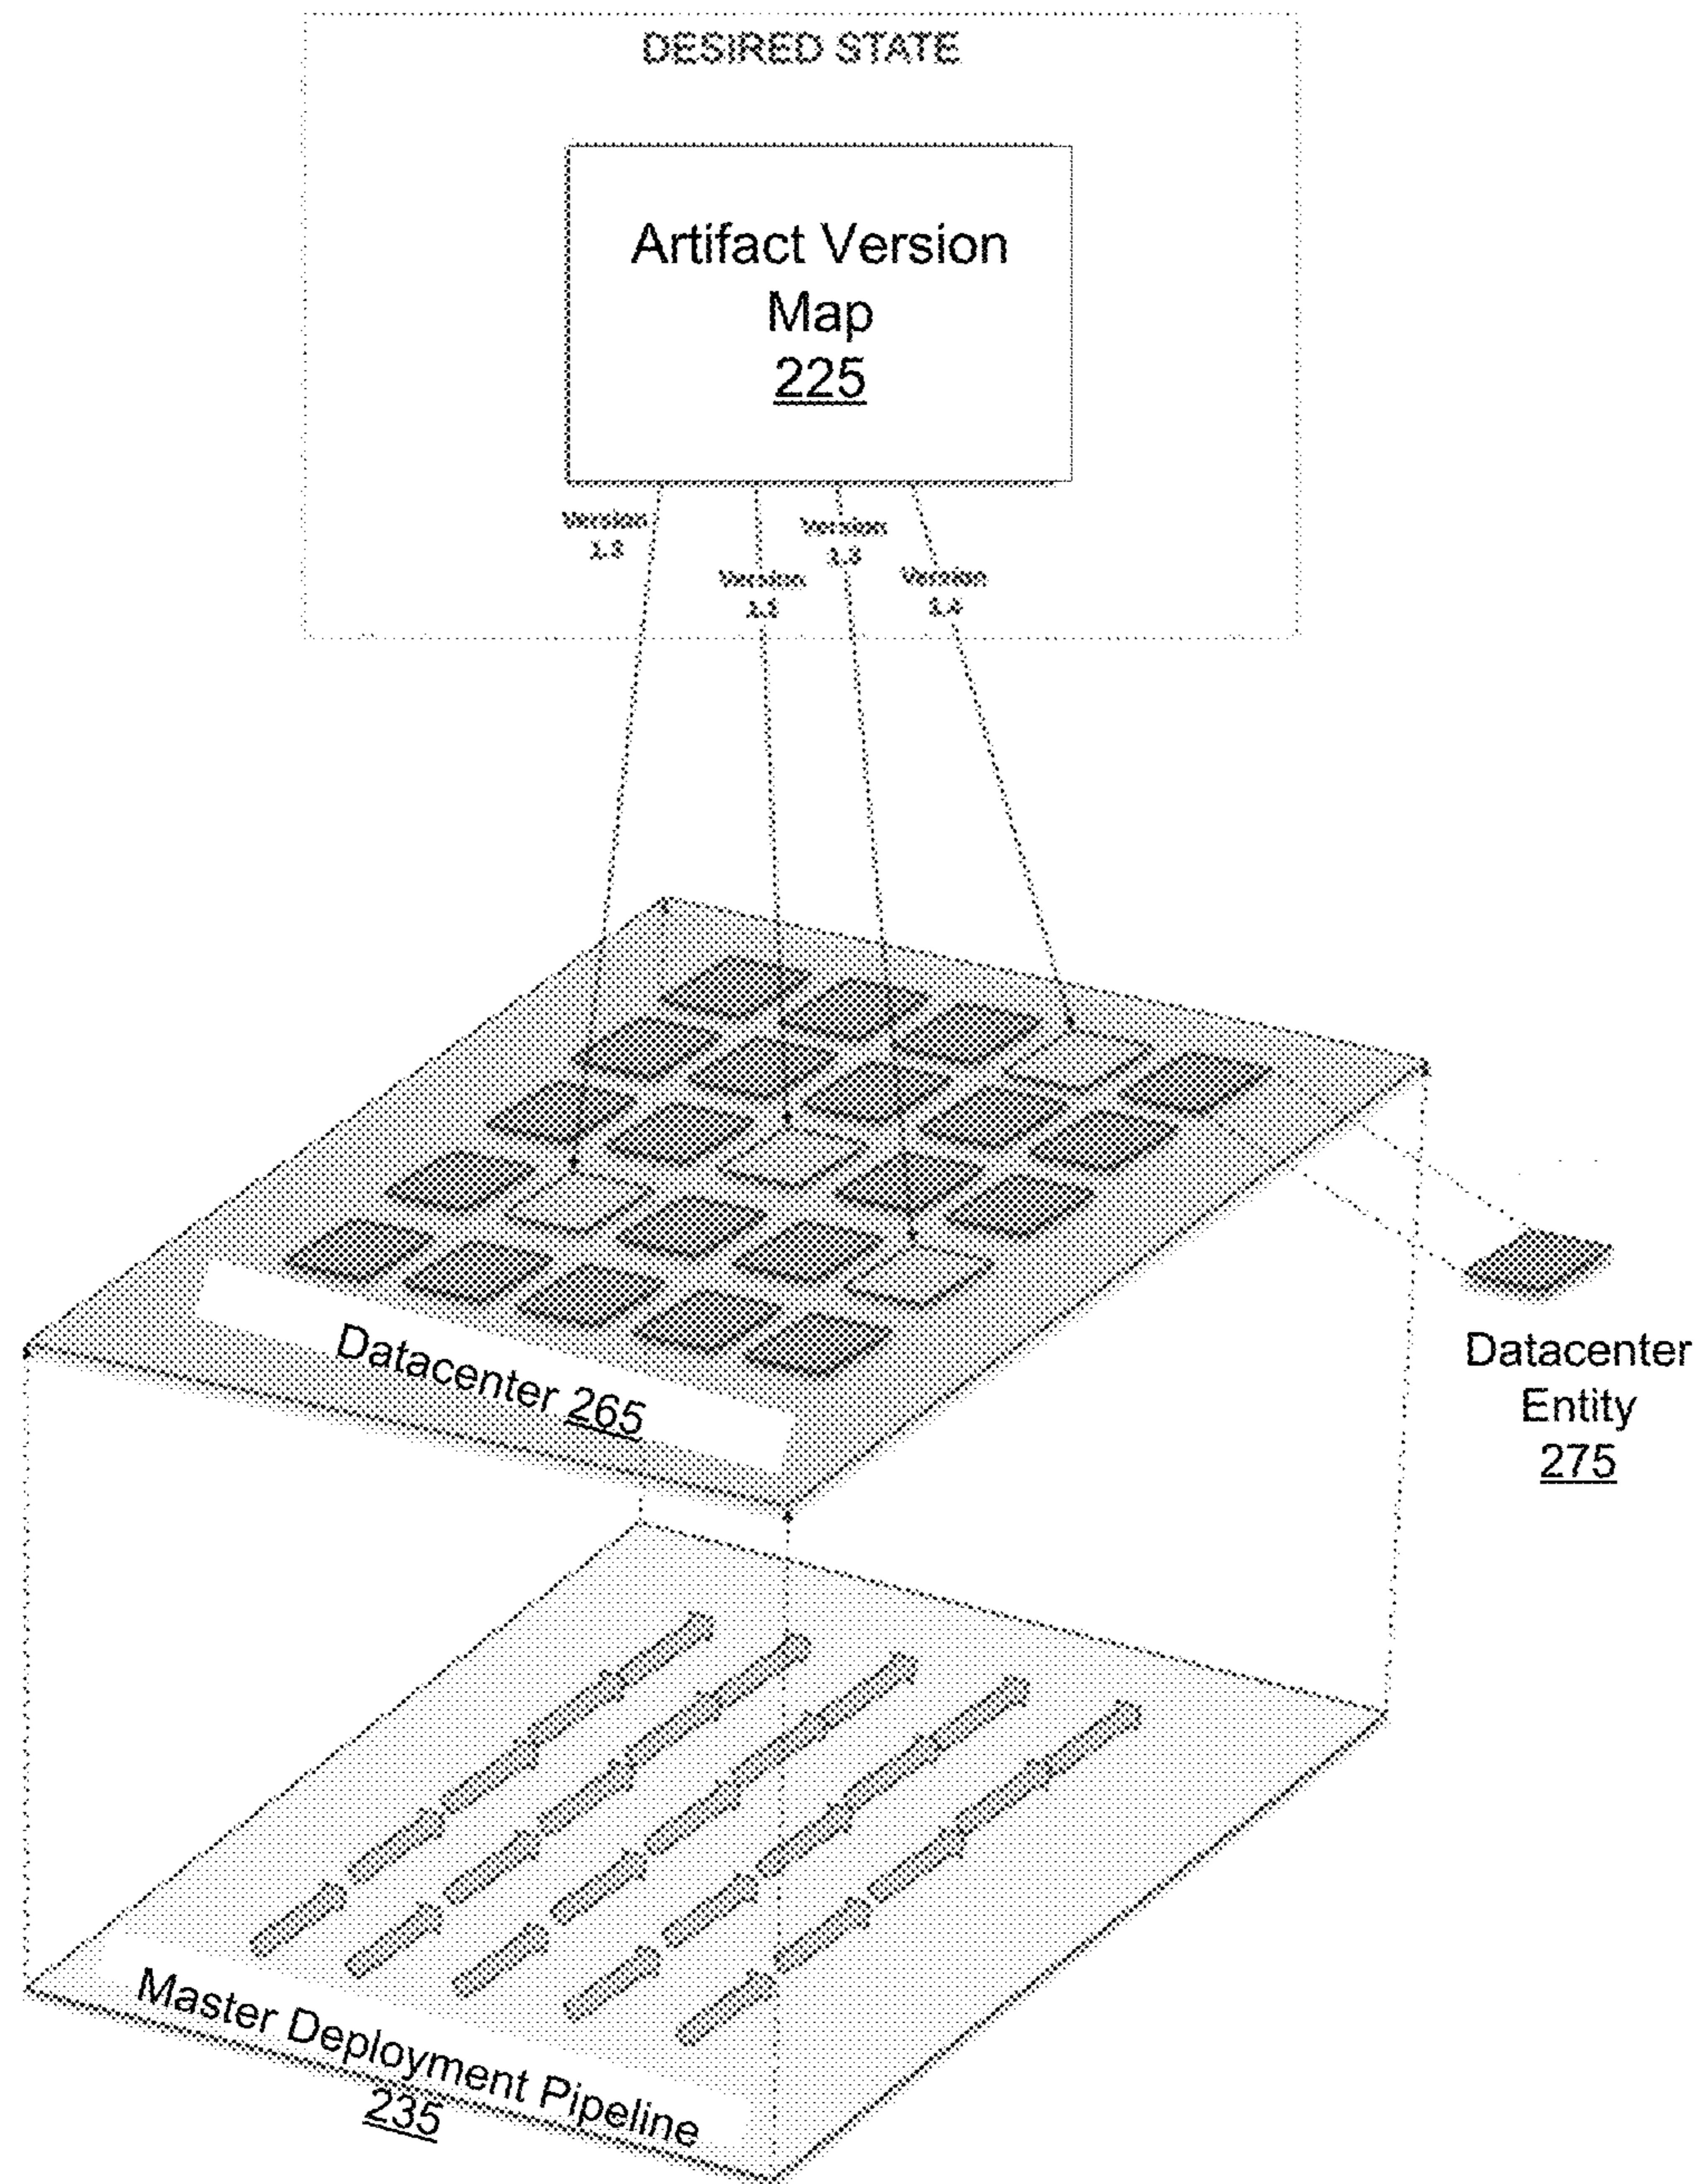 DESIRED STATE
Artifact Version
Map
225
Version
Version
Version
Version
Datacenter 265
Datacenter
Entity
275
Master Deployment Pipeline
235